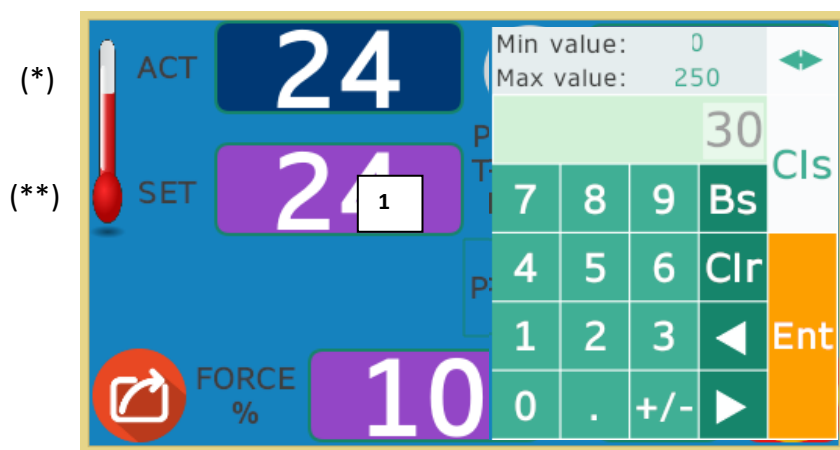 (*)
ACT 24
Min value: 0
Max value: 250
30
Cls
(**)
SET 24
1
P
T-
7 8 9 Bs
4 5 6 Clr
P
1 2 3 ◀ Ent
0 . +/- ▶
FORCE
%
10